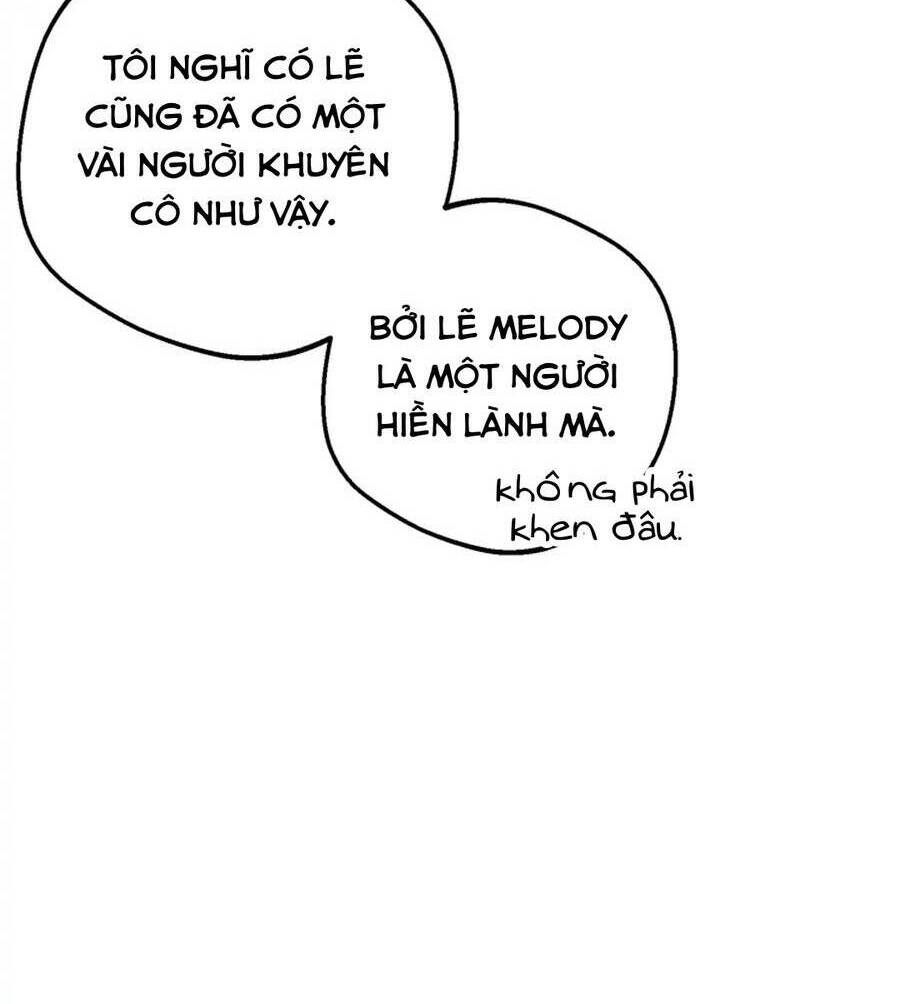 TÔI NGHĨ CÓ LẼ
CŨNG ĐÃ CÓ MỘT
VÀI NGƯỜI KHUYÊN
CÔ NHƯ VẬY.
BỞI LẼ MELODY
LÀ MỘT NGƯỜI
HIỀN LÀNH MÀ.
không phải
khen đâu.